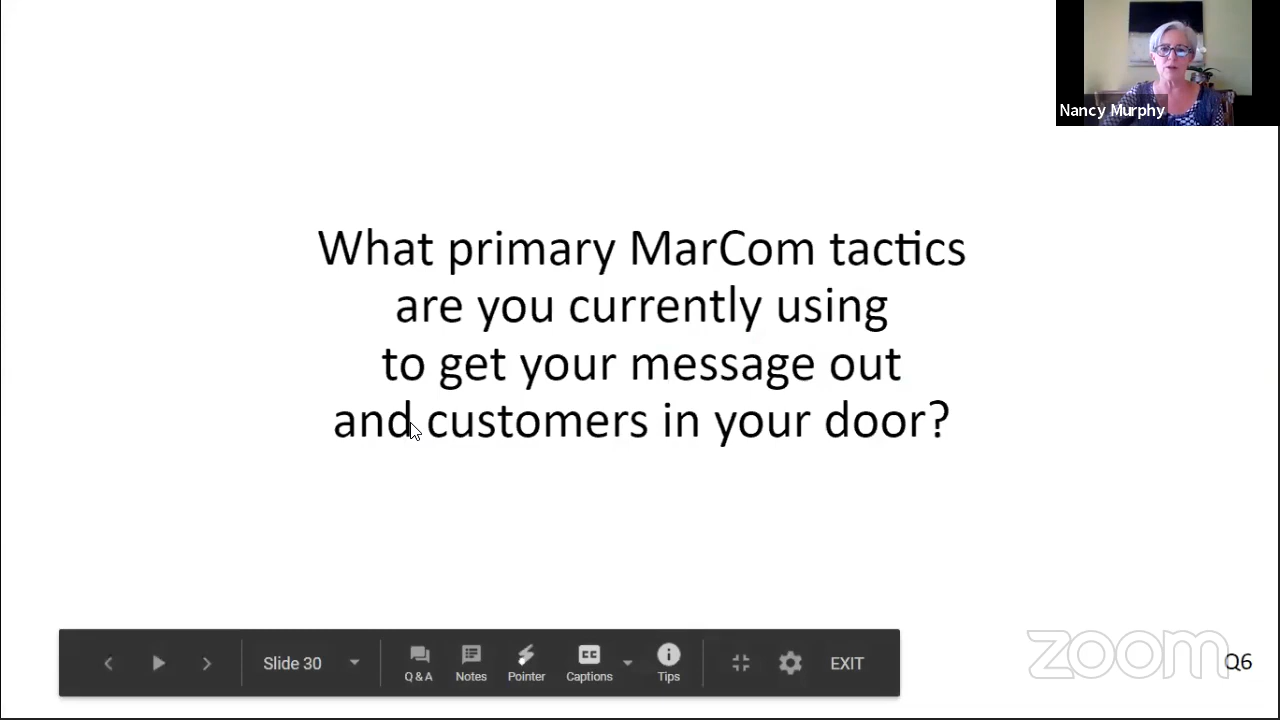 Nancy Murphy
What primary MarCom tactics
are you currently using
to get your message out
and customers in your door?
Slide 30
Q & A
Notes
Pointer
CC
Captions
Tips
EXIT
zoom
Q6